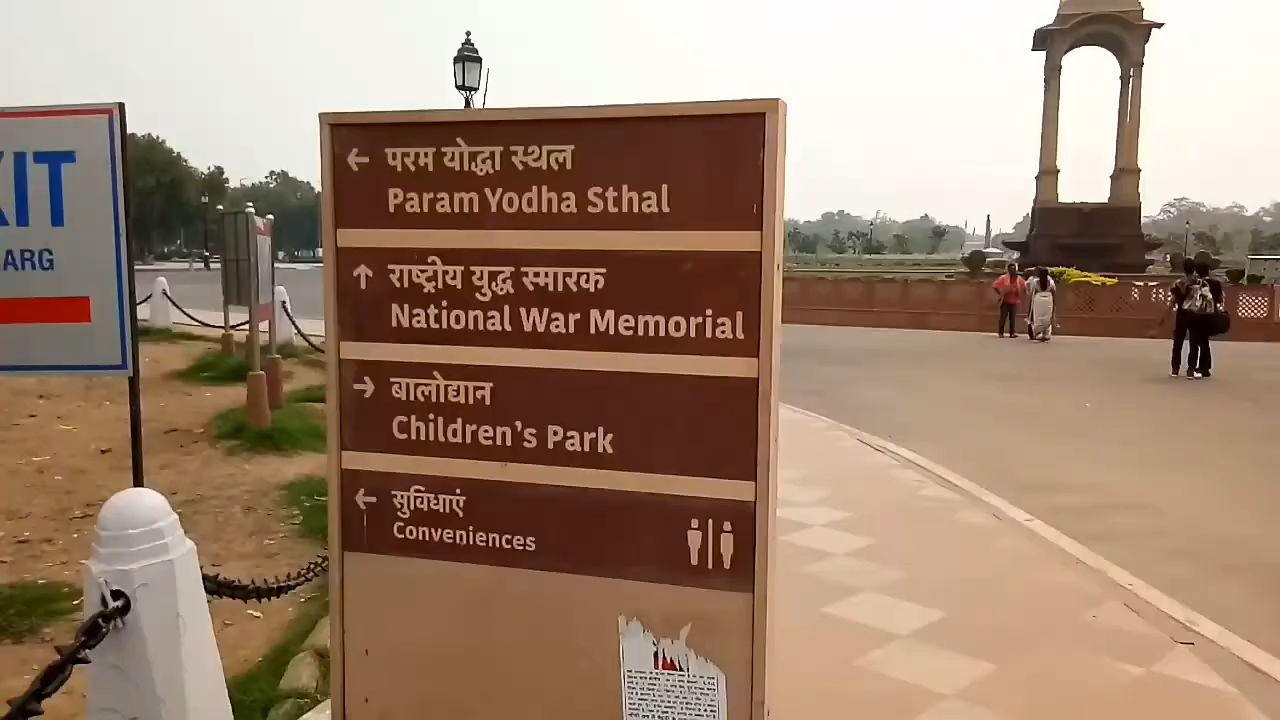 XIT
ARG
← परम योद्धा स्थल
Param Yodha Sthal
↑ राष्ट्रीय युद्ध स्मारक
National War Memorial
→ बालोद्यान
Children's Park
← सुविधाएं
Conveniences